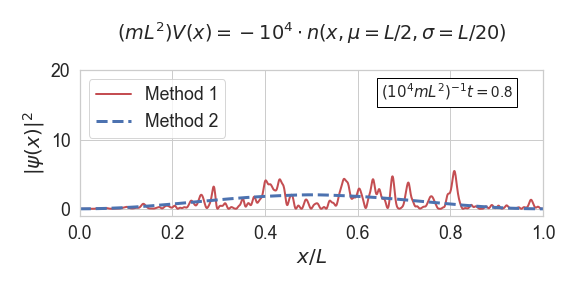 (mL²)V(x) = −10⁴ · n(x, μ = L/2, σ = L/20)
20
10
0
|ψ(x)|²
Method 1
Method 2
(10⁴mL²)⁻¹t = 0.8
0.0 0.2 0.4 0.6 0.8 1.0
x/L